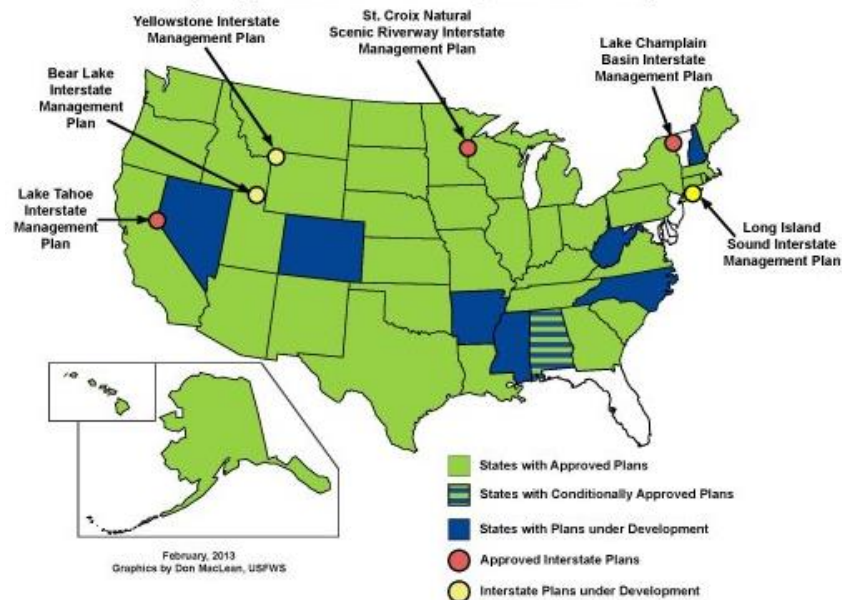 Yellowstone Interstate
Management Plan
St. Croix Natural
Scenic Riverway Interstate
Management Plan
Lake Champlain
Basin Interstate
Management Plan
Bear Lake
Interstate
Management
Plan
Lake Tahoe
Interstate
Management
Plan
Long Island
Sound Interstate
Management Plan
States with Approved Plans
States with Conditionally Approved Plans
States with Plans under Development
Approved Interstate Plans
Interstate Plans under Development
February, 2013
Graphics by Don MacLean, USFWS